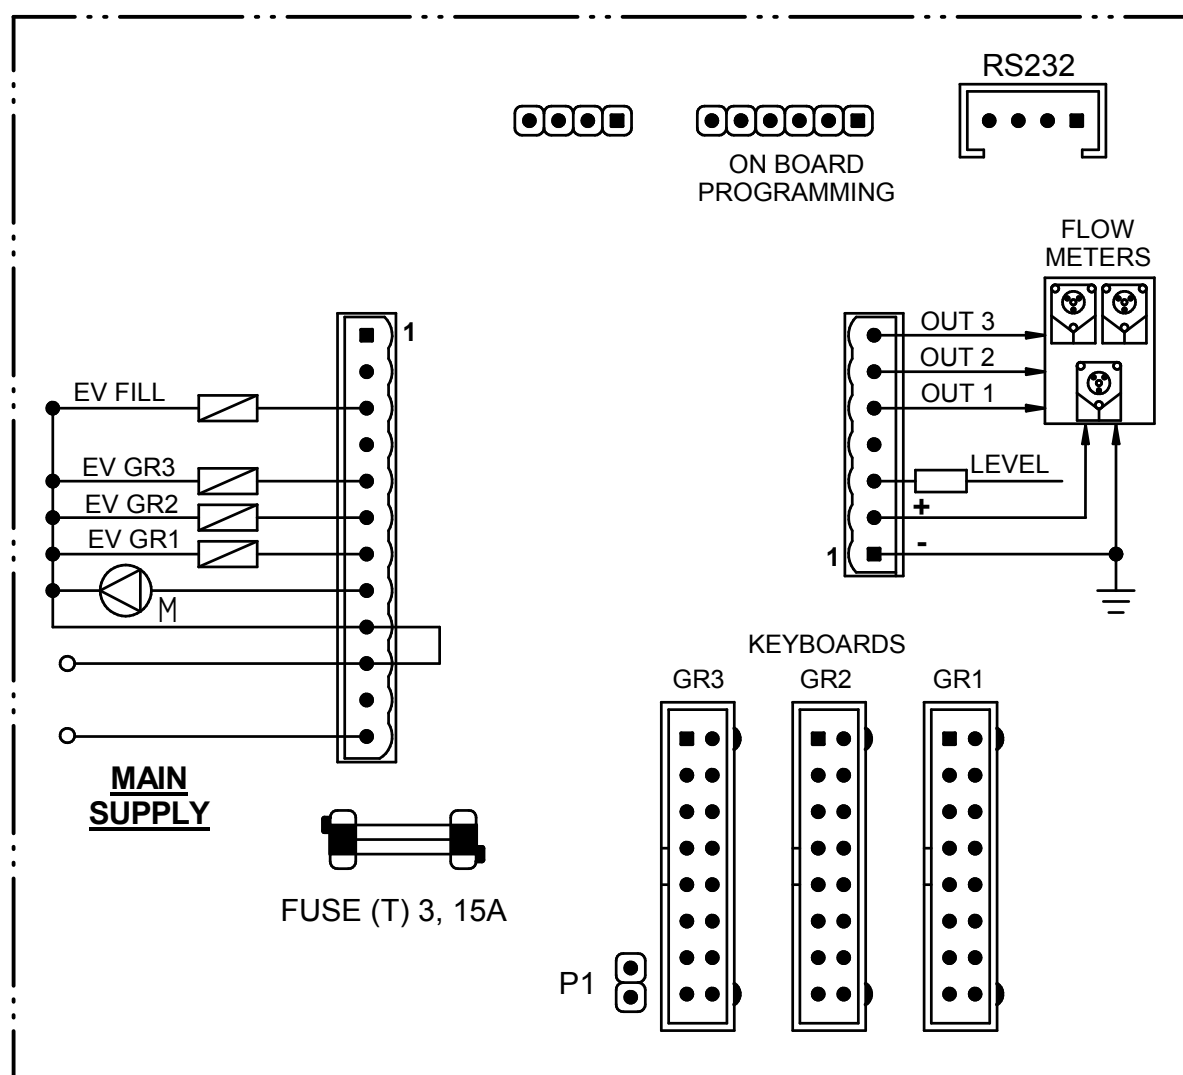 RS232
ON BOARD
PROGRAMMING
FLOW
METERS
1
OUT 3
OUT 2
EV FILL
OUT 1
EV GR3
LEVEL
EV GR2
+
EV GR1
-
1
M
KEYBOARDS
GR3
GR2
GR1
MAIN
SUPPLY
FUSE (T) 3, 15A
P1